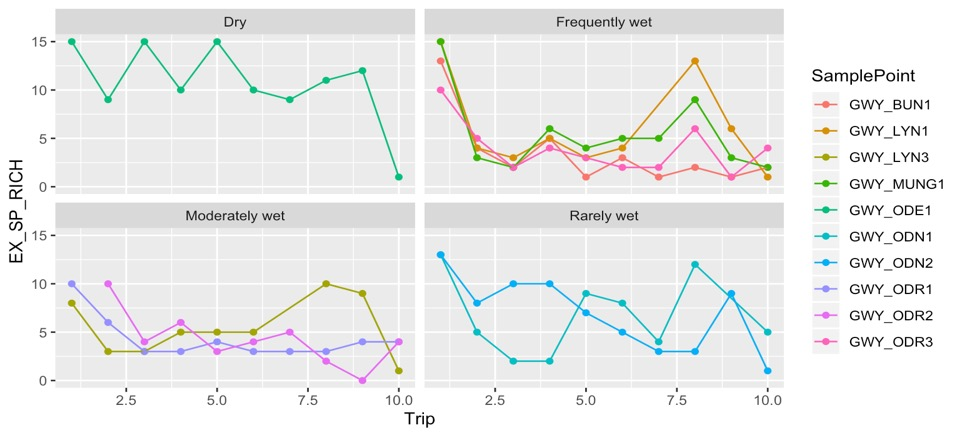 Dry
Frequently wet
15
10
5
0
Moderately wet
Rarely wet
15
10
5
0
2.5
5.0
7.5
10.0
2.5
5.0
7.5
10.0
Trip
EX_SP_RICH
SamplePoint
GWY_BUN1
GWY_LYN1
GWY_LYN3
GWY_MUNG1
GWY_ODE1
GWY_ODN1
GWY_ODN2
GWY_ODR1
GWY_ODR2
GWY_ODR3